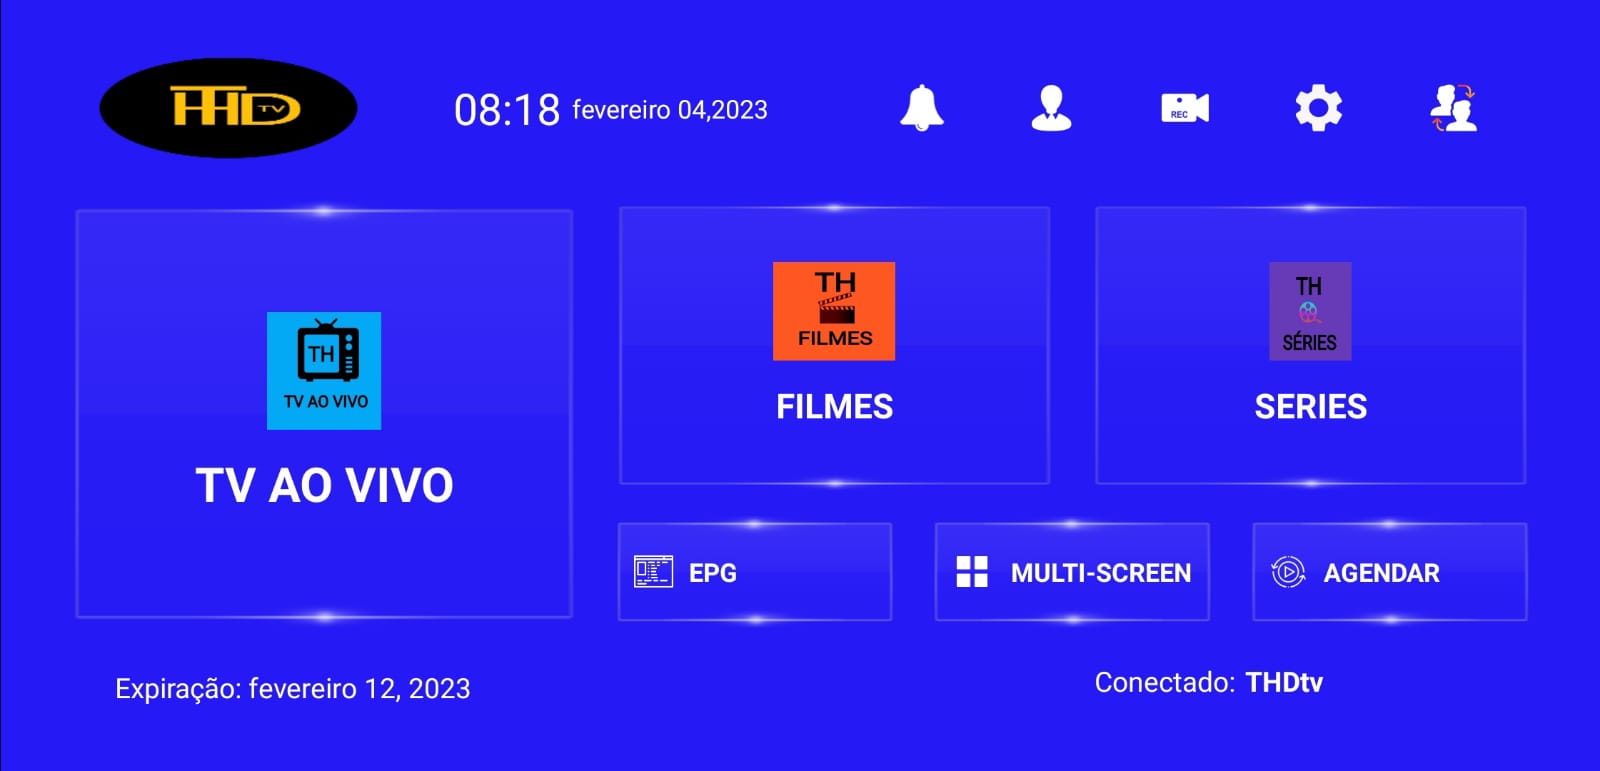 THD TV
08:18 fevereiro 04,2023
REC
TH
TV AO VIVO
TV AO VIVO
TH
FILMES
FILMES
TH
SÉRIES
SERIES
EPG
MULTI-SCREEN
AGENDAR
Expiração: fevereiro 12, 2023
Conectado: THDtv